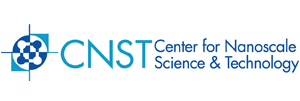 CNST Center for Nanoscale
Science & Technology